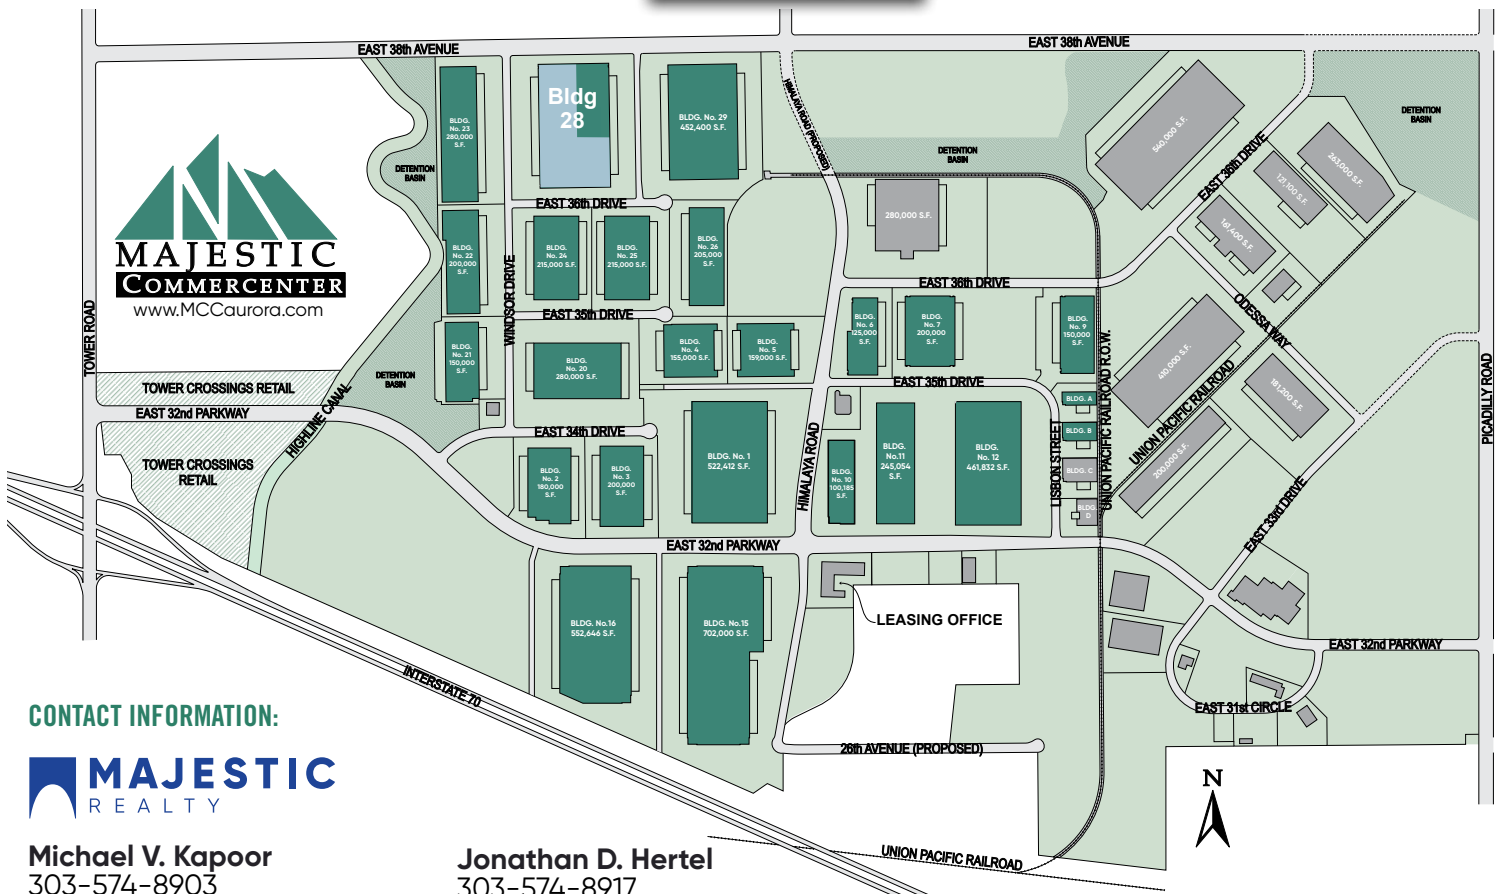 EAST 38th AVENUE
EAST 38th AVENUE
BLDG.
No. 23
280,000
S.F.
Bldg
28
BLDG. No. 29
452,400 S.F.
HIMALAYA ROAD (PROPOSED)
DETENTION
BASIN
540,000 S.F.
EAST 36th DRIVE
121,100 S.F.
263,000 S.F.
DETENTION
BASIN
DETENTION
BASIN
MAJESTIC
COMMERCENTER
www.MCCaurora.com
TOWER ROAD
EAST 36th DRIVE
BLDG.
No. 22
200,000
S.F.
WINDSOR DRIVE
BLDG.
No. 24
215,000 S.F.
BLDG.
No. 25
215,000 S.F.
BLDG.
No. 26
205,000
S.F.
280,000 S.F.
161,400 S.F.
EAST 36th DRIVE
ODESSA WAY
EAST 35th DRIVE
BLDG.
No. 21
150,000
S.F.
BLDG.
No. 20
280,000 S.F.
BLDG.
No. 4
155,000 S.F.
BLDG.
No. 5
159,000 S.F.
BLDG.
No. 6
125,000
S.F.
BLDG.
No. 7
200,000
S.F.
BLDG.
No. 9
150,000
S.F.
UNION PACIFIC RAILROAD R.O.W.
410,000 S.F.
181,200 S.F.
PICADILLY ROAD
DETENTION
BASIN
TOWER CROSSINGS RETAIL
EAST 32nd PARKWAY
HIGHLINE CANAL
TOWER CROSSINGS
RETAIL
EAST 35th DRIVE
BLDG. A
BLDG. B
BLDG. C
BLDG.
D
LISBON STREET
UNION PACIFIC RAILROAD
200,000 S.F.
EAST 34th DRIVE
BLDG.
No. 2
180,000
S.F.
BLDG.
No. 3
200,000
S.F.
BLDG. No. 1
522,412 S.F.
HIMALAYA ROAD
BLDG.
No. 10
100,185
S.F.
BLDG.
No.11
245,054
S.F.
BLDG.
No. 12
461,832 S.F.
EAST 33rd DRIVE
EAST 32nd PARKWAY
BLDG. No.16
552,646 S.F.
BLDG. No.15
702,000 S.F.
LEASING OFFICE
EAST 32nd PARKWAY
EAST 31st CIRCLE
INTERSTATE 70
26th AVENUE (PROPOSED)
N
UNION PACIFIC RAILROAD
CONTACT INFORMATION:
MAJESTIC
REALTY
Michael V. Kapoor
303-574-8903
Jonathan D. Hertel
303-574-8917